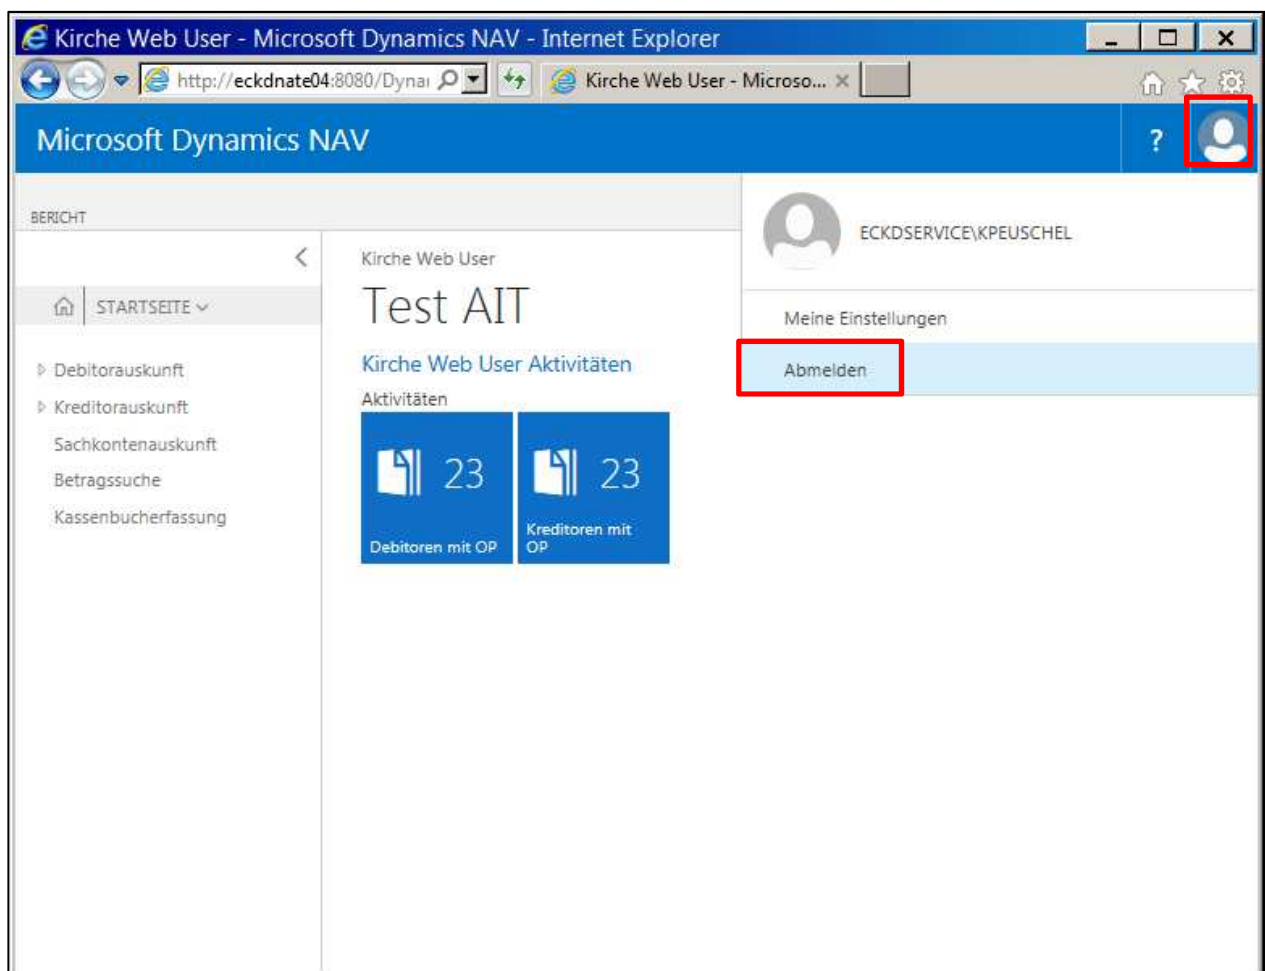 Kirche Web User - Microsoft Dynamics NAV - Internet Explorer
http://eckdnate04:8080/Dynar
Kirche Web User - Microso...
Microsoft Dynamics NAV
?
BERICHT
ECKDSERVICE\KPEUSCHEL
Meine Einstellungen
Abmelden
STARTSEITE
Debitorauskunft
Kreditorauskunft
Sachkontenauskunft
Betragssuche
Kassenbucherfassung
Kirche Web User
Test AIT
Kirche Web User Aktivitäten
Aktivitäten
23
Debitoren mit OP
23
Kreditoren mit
OP